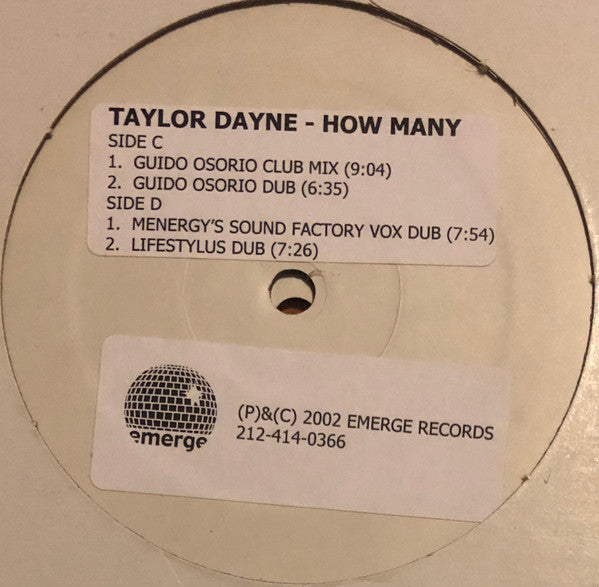 TAYLOR DAYNE - HOW MANY
SIDE C
1. GUIDO OSORIO CLUB MIX (9:04)
2. GUIDO OSORIO DUB (6:35)
SIDE D
1. MENERGY'S SOUND FACTORY VOX DUB (7:54)
2. LIFESTYLUS DUB (7:26)
emerge
(P)&(C) 2002 EMERGE RECORDS
212-414-0366